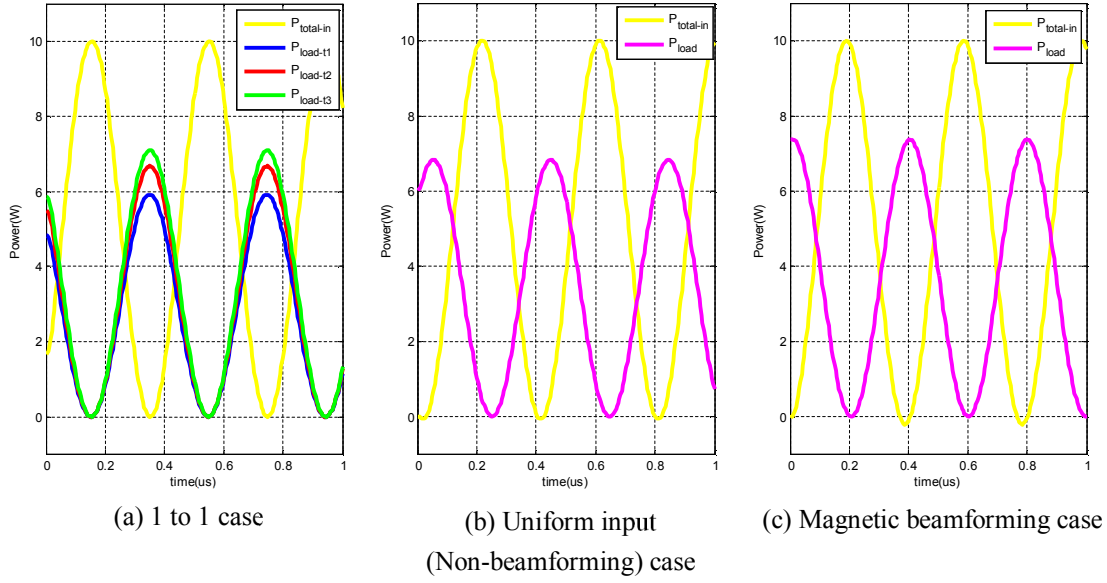 P_total-in
P_load-t1
P_load-t2
P_load-t3
10
8
6
4
2
0
Power(W)
0 0.2 0.4 0.6 0.8 1
time(us)
(a) 1 to 1 case
P_total-in
P_load
10
8
6
4
2
0
Power(W)
0 0.2 0.4 0.6 0.8 1
time(us)
(b) Uniform input
(Non-beamforming) case
P_total-in
P_load
10
8
6
4
2
0
Power(W)
0 0.2 0.4 0.6 0.8 1
time(us)
(c) Magnetic beamforming case